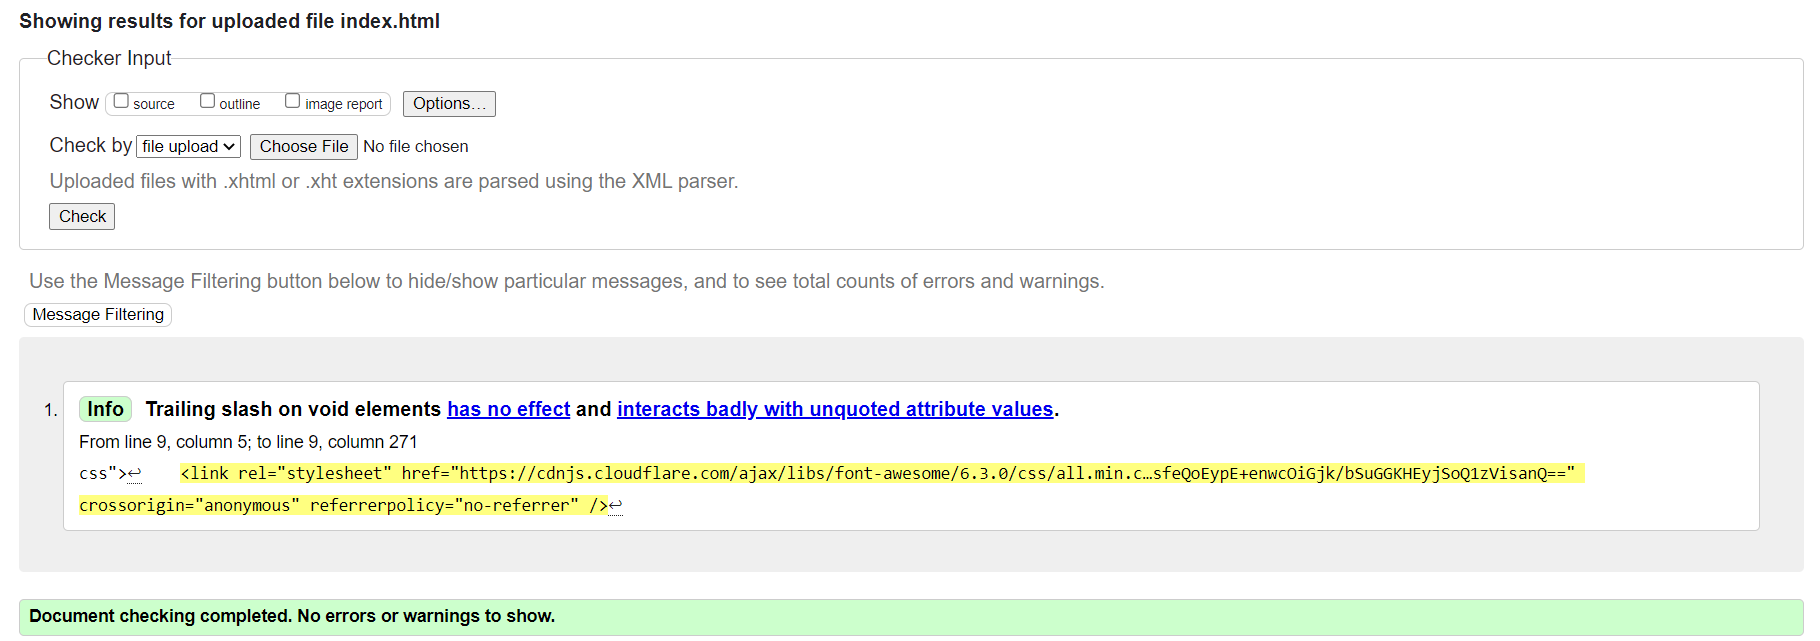 Showing results for uploaded file index.html
Checker Input
Show source outline image report Options...
Check by file upload Choose File No file chosen
Uploaded files with .xhtml or .xht extensions are parsed using the XML parser.
Check
Use the Message Filtering button below to hide/show particular messages, and to see total counts of errors and warnings.
Message Filtering
1. Info Trailing slash on void elements has no effect and interacts badly with unquoted attribute values.
From line 9, column 5; to line 9, column 271
css">↩ <link rel="stylesheet" href="https://cdnjs.cloudflare.com/ajax/libs/font-awesome/6.3.0/css/all.min.c…sfeQoEypE+enwcOiGjk/bSuGGKHEyjSoQ1zVisanQ=="
crossorigin="anonymous" referrerpolicy="no-referrer" />↩
Document checking completed. No errors or warnings to show.